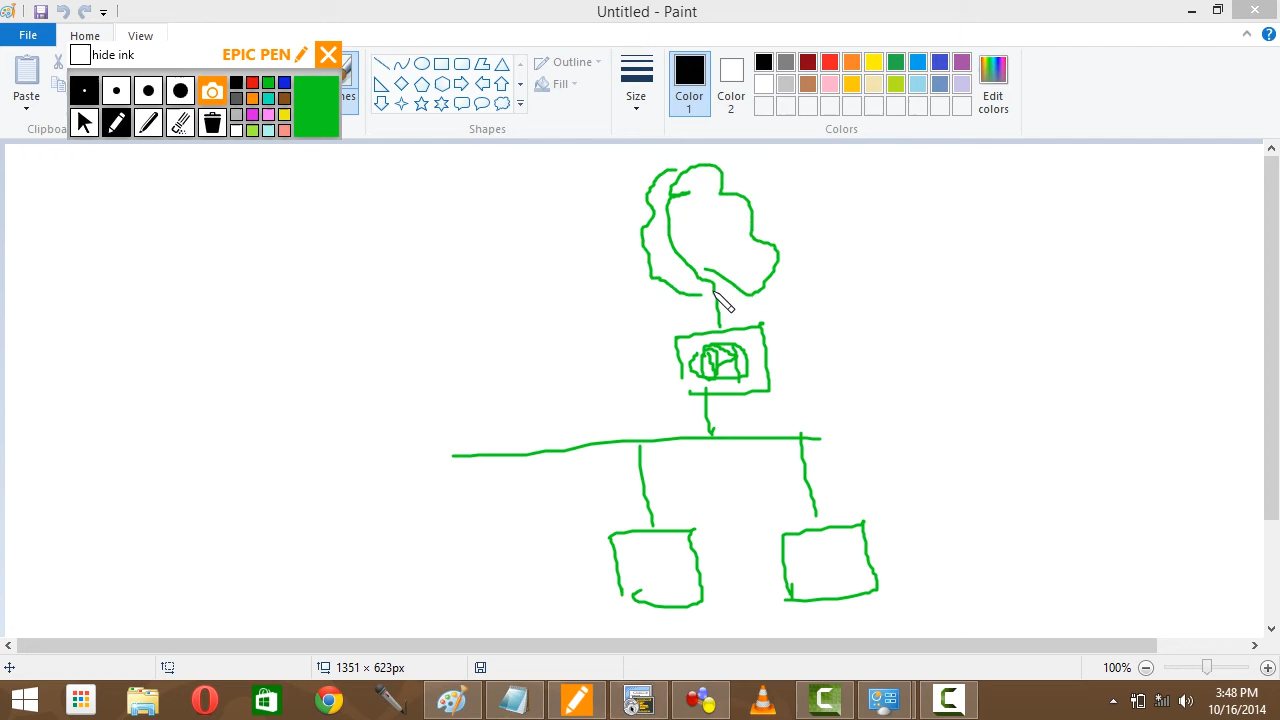 Untitled - Paint
File
Home
View
hide ink
EPIC PEN
Paste
Outline
Fill
Size
Color
1
Color
2
Edit
colors
Shapes
Colors
1351 × 623px
100%
3:48 PM
10/16/2014